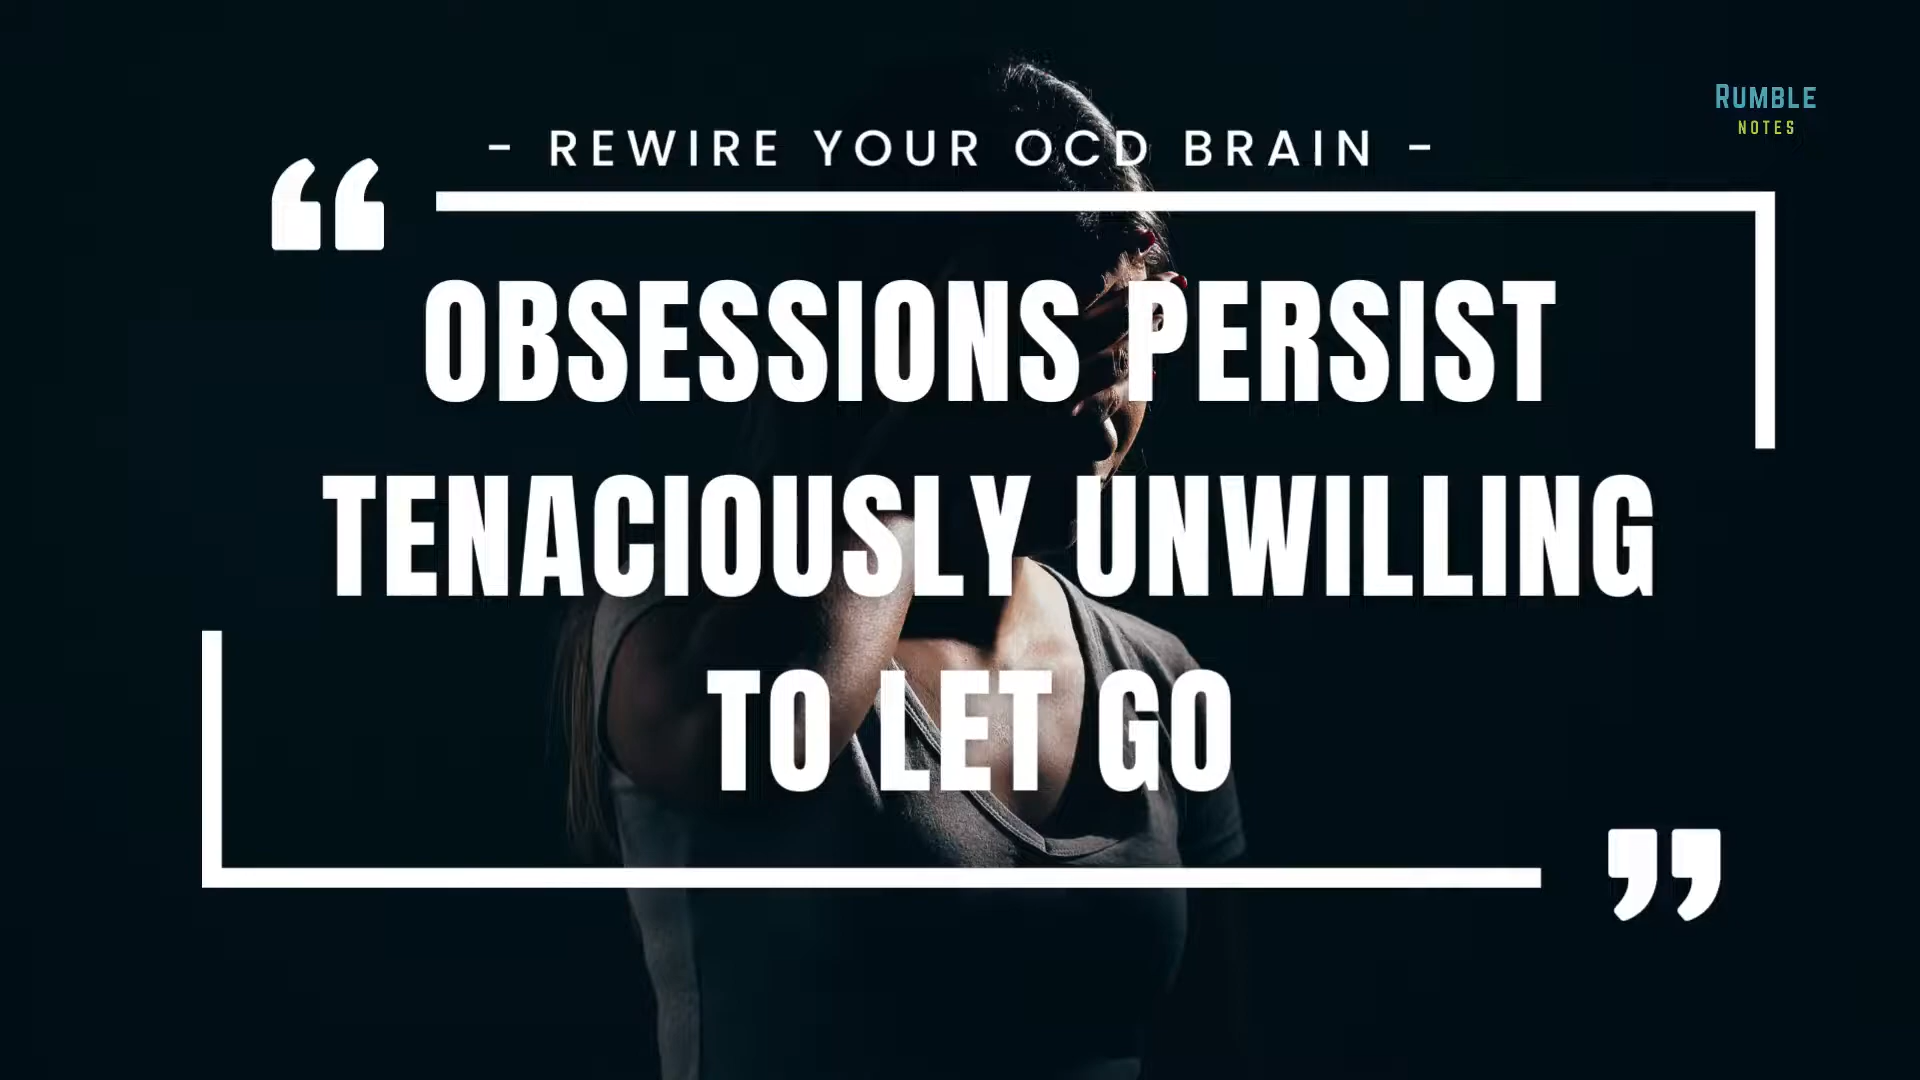 RUMBLE
NOTES
- REWIRE YOUR OCD BRAIN -
“
OBSESSIONS PERSIST
TENACIOUSLY UNWILLING
TO LET GO
”